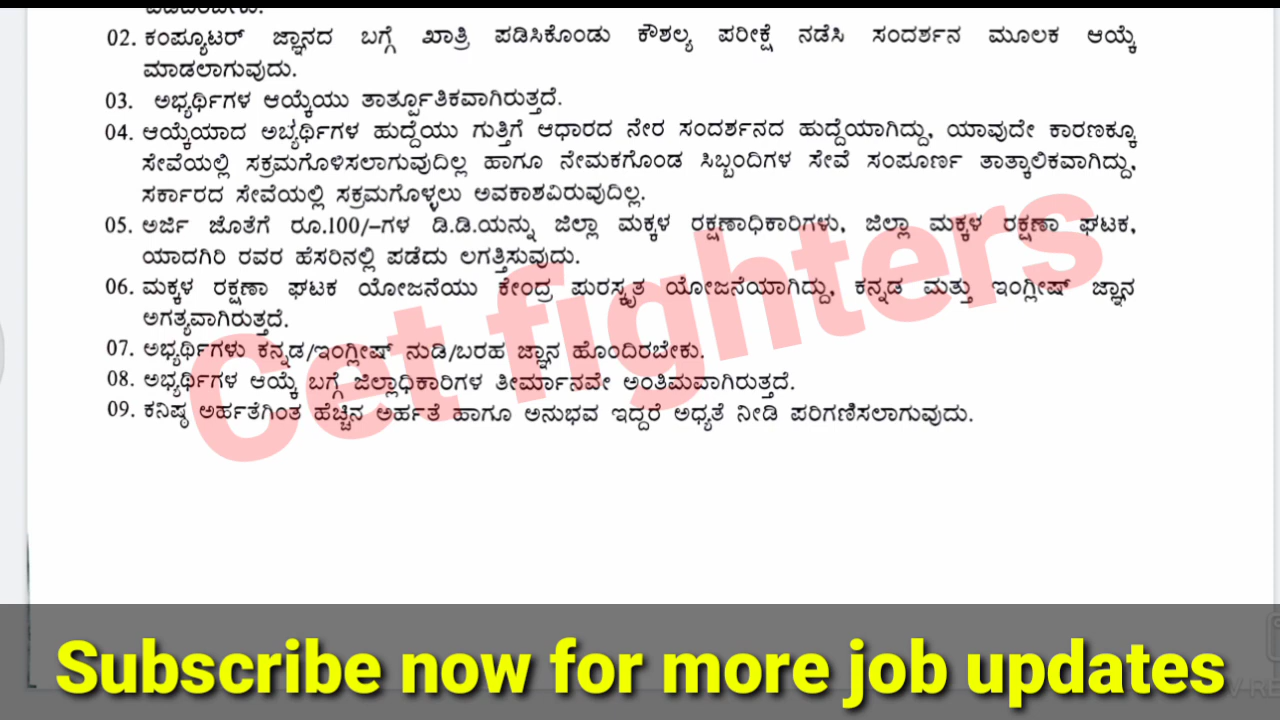 02. ಕಂಪ್ಯೂಟರ್ ಜ್ಞಾನದ ಬಗ್ಗೆ ಖಾತ್ರಿ ಪಡಿಸಿಕೊಂಡು ಕೌಶಲ್ಯ ಪರೀಕ್ಷೆ ನಡೆಸಿ ಸಂದರ್ಶನ ಮೂಲಕ ಆಯ್ಕೆ
ಮಾಡಲಾಗುವುದು.
03. ಅಭ್ಯರ್ಥಿಗಳ ಆಯ್ಕೆಯು ತಾರ್ತ್ಪೂತಿಕವಾಗಿರುತ್ತದೆ.
04. ಆಯ್ಕೆಯಾದ ಅಬ್ಯರ್ಥಿಗಳ ಹುದ್ದೆಯು ಗುತ್ತಿಗೆ ಆಧಾರದ ನೇರ ಸಂದರ್ಶನದ ಹುದ್ದೆಯಾಗಿದ್ದು, ಯಾವುದೇ ಕಾರಣಕ್ಕೂ
ಸೇವೆಯಲ್ಲಿ ಸಕ್ರಮಗೊಳಿಸಲಾಗುವುದಿಲ್ಲ ಹಾಗೂ ನೇಮಕಗೊಂಡ ಸಿಬ್ಬಂದಿಗಳ ಸೇವೆ ಸಂಪೂರ್ಣ ತಾತ್ಕಾಲಿಕವಾಗಿದ್ದು,
ಸರ್ಕಾರದ ಸೇವೆಯಲ್ಲಿ ಸಕ್ರಮಗೊಳ್ಳಲು ಅವಕಾಶವಿರುವುದಿಲ್ಲ.
05. ಅರ್ಜಿ ಜೊತೆಗೆ ರೂ.100/–ಗಳ ಡಿ.ಡಿ.ಯನ್ನು ಜಿಲ್ಲಾ ಮಕ್ಕಳ ರಕ್ಷಣಾಧಿಕಾರಿಗಳು, ಜಿಲ್ಲಾ ಮಕ್ಕಳ ರಕ್ಷಣಾ ಘಟಕ,
ಯಾದಗಿರಿ ರವರ ಹೆಸರಿನಲ್ಲಿ ಪಡೆದು ಲಗತ್ತಿಸುವುದು.
06. ಮಕ್ಕಳ ರಕ್ಷಣಾ ಘಟಕ ಯೋಜನೆಯು ಕೇಂದ್ರ ಪುರಸ್ಕೃತ ಯೋಜನೆಯಾಗಿದ್ದು, ಕನ್ನಡ ಮತ್ತು ಇಂಗ್ಲೀಷ್ ಜ್ಞಾನ
ಅಗತ್ಯವಾಗಿರುತ್ತದೆ.
07. ಅಭ್ಯರ್ಥಿಗಳು ಕನ್ನಡ/ಇಂಗ್ಲೀಷ್ ನುಡಿ/ಬರಹ ಜ್ಞಾನ ಹೊಂದಿರಬೇಕು.
08. ಅಭ್ಯರ್ಥಿಗಳ ಆಯ್ಕೆ ಬಗ್ಗೆ ಜಿಲ್ಲಾಧಿಕಾರಿಗಳ ತೀರ್ಮಾನವೇ ಅಂತಿಮವಾಗಿರುತ್ತದೆ.
09. ಕನಿಷ್ಠ ಅರ್ಹತೆಗಿಂತ ಹೆಚ್ಚಿನ ಅರ್ಹತೆ ಹಾಗೂ ಅನುಭವ ಇದ್ದರೆ ಅಧ್ಯತೆ ನೀಡಿ ಪರಿಗಣಿಸಲಾಗುವುದು.
Cet fighters
Subscribe now for more job updates